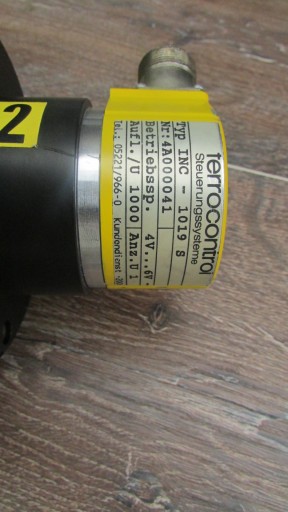 2
ferrocontrol
Steuerungssysteme
Typ INC - 1019 S
Nr: 4A000041
Betriebssp. 4V...6V.
Aufl./U 1000 Anz.U 1
Tel.: 05221/966-0 Kundendienst